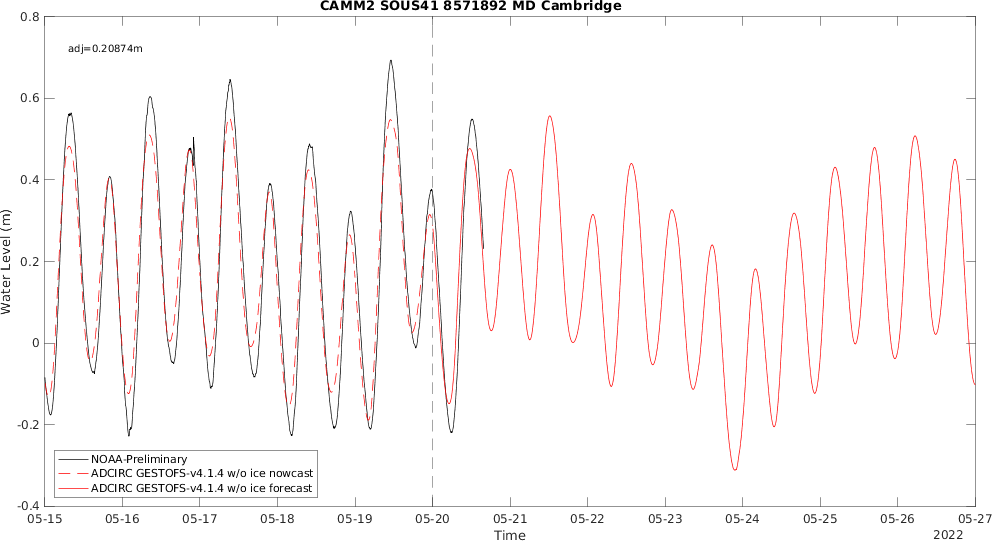 CAMM2 SOUS41 8571892 MD Cambridge
0.8
adj=0.20874m
0.6
0.4
0.2
0
-0.2
-0.4
Water Level (m)
NOAA-Preliminary
ADCIRC GESTOFS-v4.1.4 w/o ice nowcast
ADCIRC GESTOFS-v4.1.4 w/o ice forecast
05-15 05-16 05-17 05-18 05-19 05-20 05-21 05-22 05-23 05-24 05-25 05-26 05-27
Time
2022